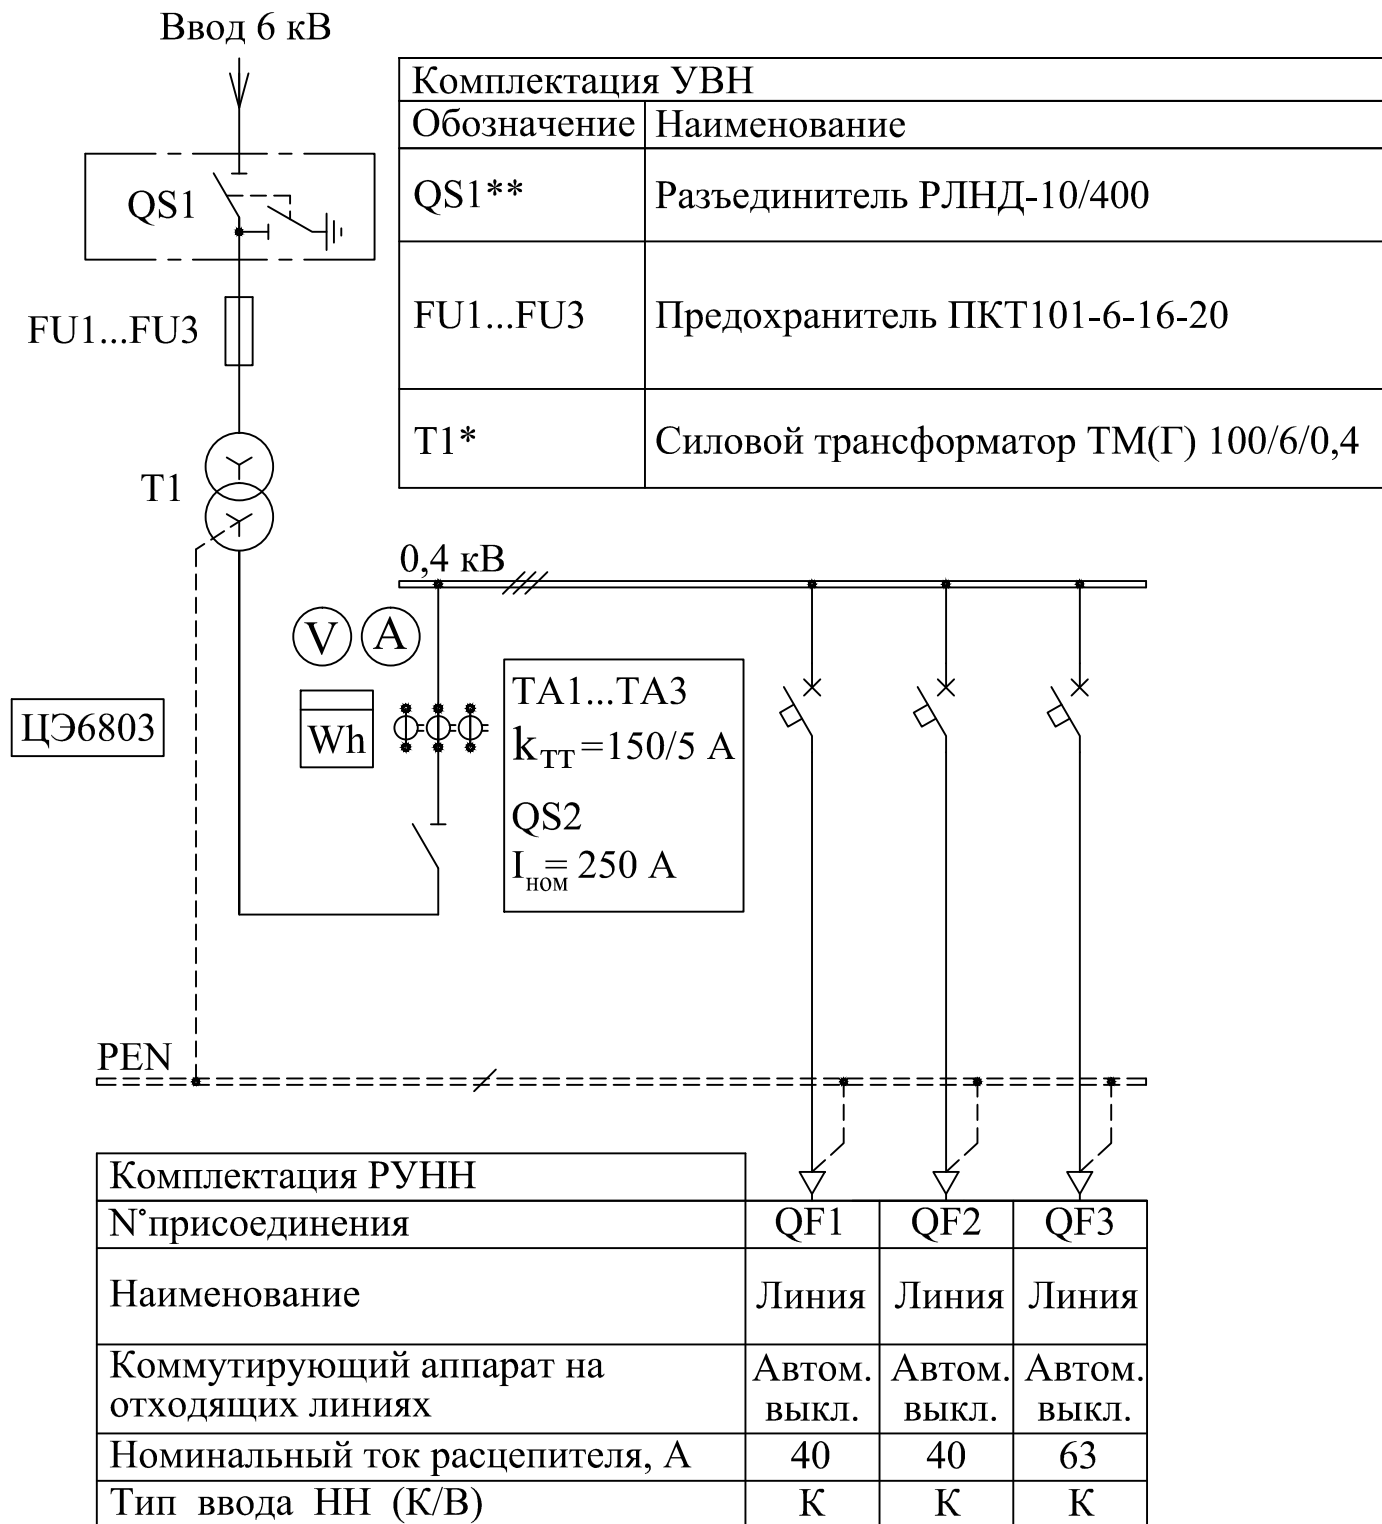 Ввод 6 кВ
Комплектация УВН
Обозначение Наименование
QS1
QS1** Разъединитель РЛНД-10/400
FU1...FU3
FU1...FU3 Предохранитель ПКТ101-6-16-20
T1
T1* Силовой трансформатор ТМ(Г) 100/6/0,4
0,4 кВ
V A
ЦЭ6803
Wh
TA1...TA3
kТТ=150/5 А
QS2
Iном= 250 А
PEN
Комплектация РУНН
N°присоединения QF1 QF2 QF3
Наименование Линия Линия Линия
Коммутирующий аппарат на Автом. Автом. Автом.
отходящих линиях выкл. выкл. выкл.
Номинальный ток расцепителя, А 40 40 63
Тип ввода НН (К/В) К К К